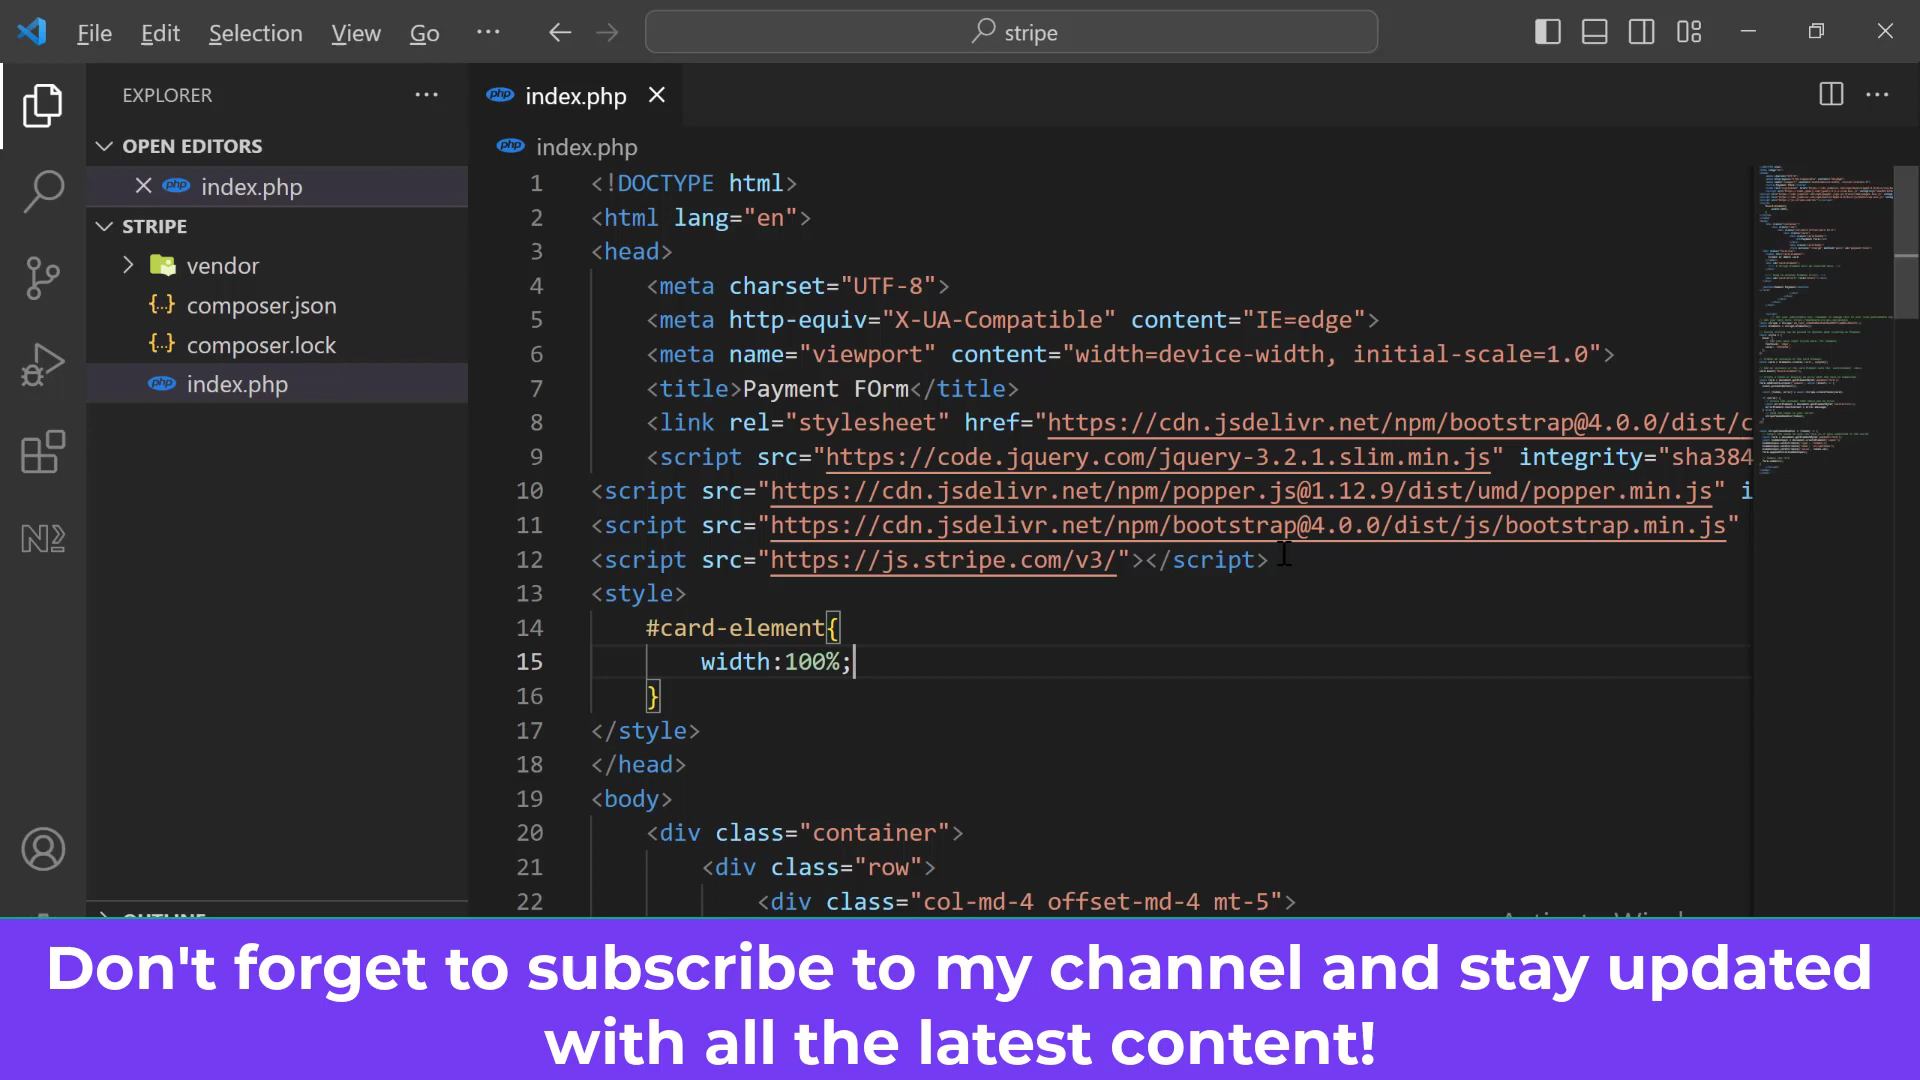 File Edit Selection View Go ··· stripe
EXPLORER ···
index.php
OPEN EDITORS
index.php
index.php
STRIPE
vendor
composer.json
composer.lock
index.php
1 <!DOCTYPE html>
2 <html lang="en">
3 <head>
4 <meta charset="UTF-8">
5 <meta http-equiv="X-UA-Compatible" content="IE=edge">
6 <meta name="viewport" content="width=device-width, initial-scale=1.0">
7 <title>Payment FOrm</title>
8 <link rel="stylesheet" href="https://cdn.jsdelivr.net/npm/bootstrap@4.0.0/dist/c
9 <script src="https://code.jquery.com/jquery-3.2.1.slim.min.js" integrity="sha384
10 <script src="https://cdn.jsdelivr.net/npm/popper.js@1.12.9/dist/umd/popper.min.js" i
11 <script src="https://cdn.jsdelivr.net/npm/bootstrap@4.0.0/dist/js/bootstrap.min.js"
12 <script src="https://js.stripe.com/v3/"></script>
13 <style>
14 #card-element{
15 width:100%;
16 }
17 </style>
18 </head>
19 <body>
20 <div class="container">
21 <div class="row">
22 <div class="col-md-4 offset-md-4 mt-5">
Don't forget to subscribe to my channel and stay updated
with all the latest content!